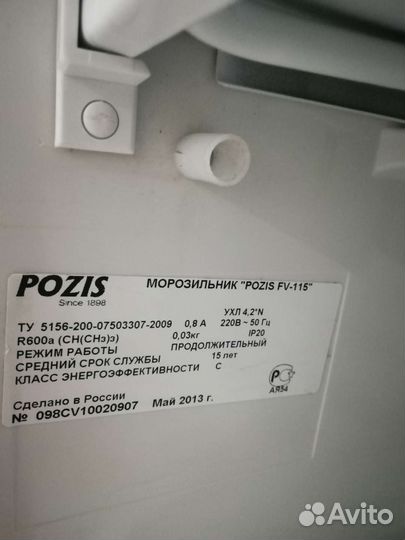 POZIS
Since 1898
МОРОЗИЛЬНИК "POZIS FV-115"
УХЛ 4,2*N
ТУ 5156-200-07503307-2009 0,8 А 220В ~ 50 Гц
R600a (CH(CH₃)₃) 0,03кг IP20
РЕЖИМ РАБОТЫ ПРОДОЛЖИТЕЛЬНЫЙ
СРЕДНИЙ СРОК СЛУЖБЫ 15 лет
КЛАСС ЭНЕРГОЭФФЕКТИВНОСТИ C
РС
АЯ54
Сделано в России
№ 098CV10020907 Май 2013 г.
Avito